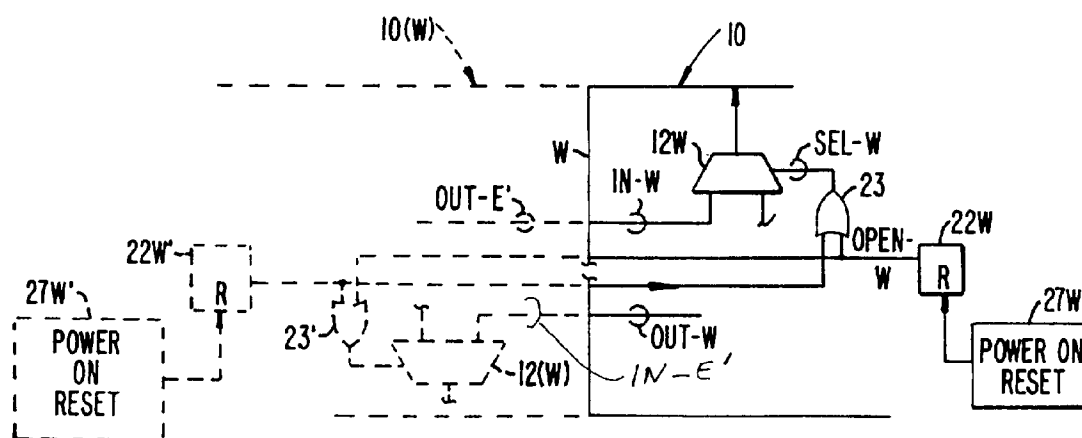 10(W)
10
12W
SEL-W
W
IN-W
23
OUT-E'
OPEN-
W
22W
22W'
R
R
27W'
27W
23'
OUT-W
POWER
ON
RESET
12(W)
IN-E'
POWER ON
RESET